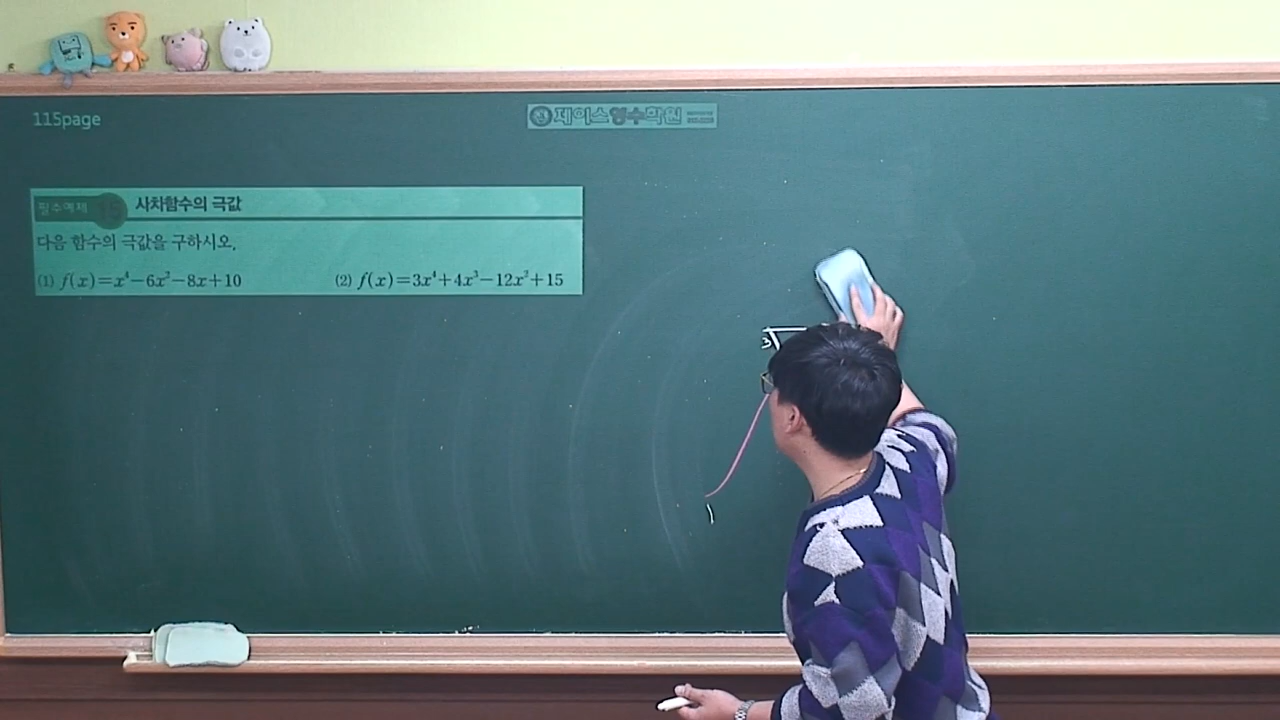 115page
제이스영수학원
필수예제 15 사차함수의 극값
다음 함수의 극값을 구하시오.
(1) f(x)=x⁴−6x²−8x+10 (2) f(x)=3x⁴+4x³−12x²+15